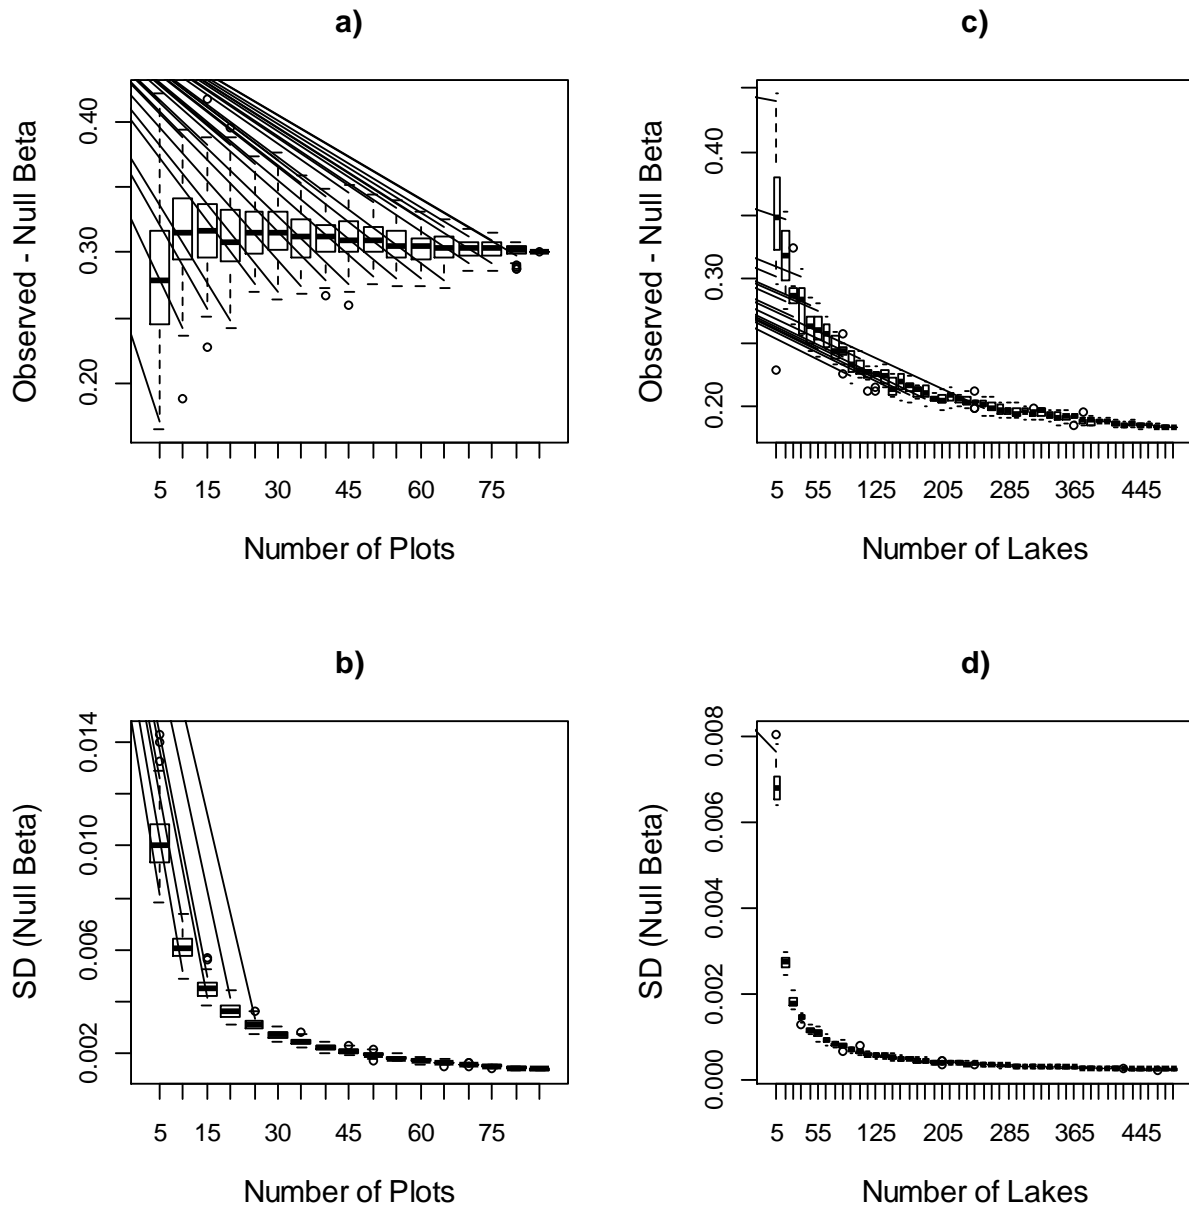 a)
Observed - Null Beta
0.20 0.30 0.40
5 15 30 45 60 75
Number of Plots
c)
Observed - Null Beta
0.20 0.30 0.40
5 55 125 205 285 365 445
Number of Lakes
b)
SD (Null Beta)
0.002 0.006 0.010 0.014
5 15 30 45 60 75
Number of Plots
d)
SD (Null Beta)
0.000 0.002 0.004 0.006 0.008
5 55 125 205 285 365 445
Number of Lakes